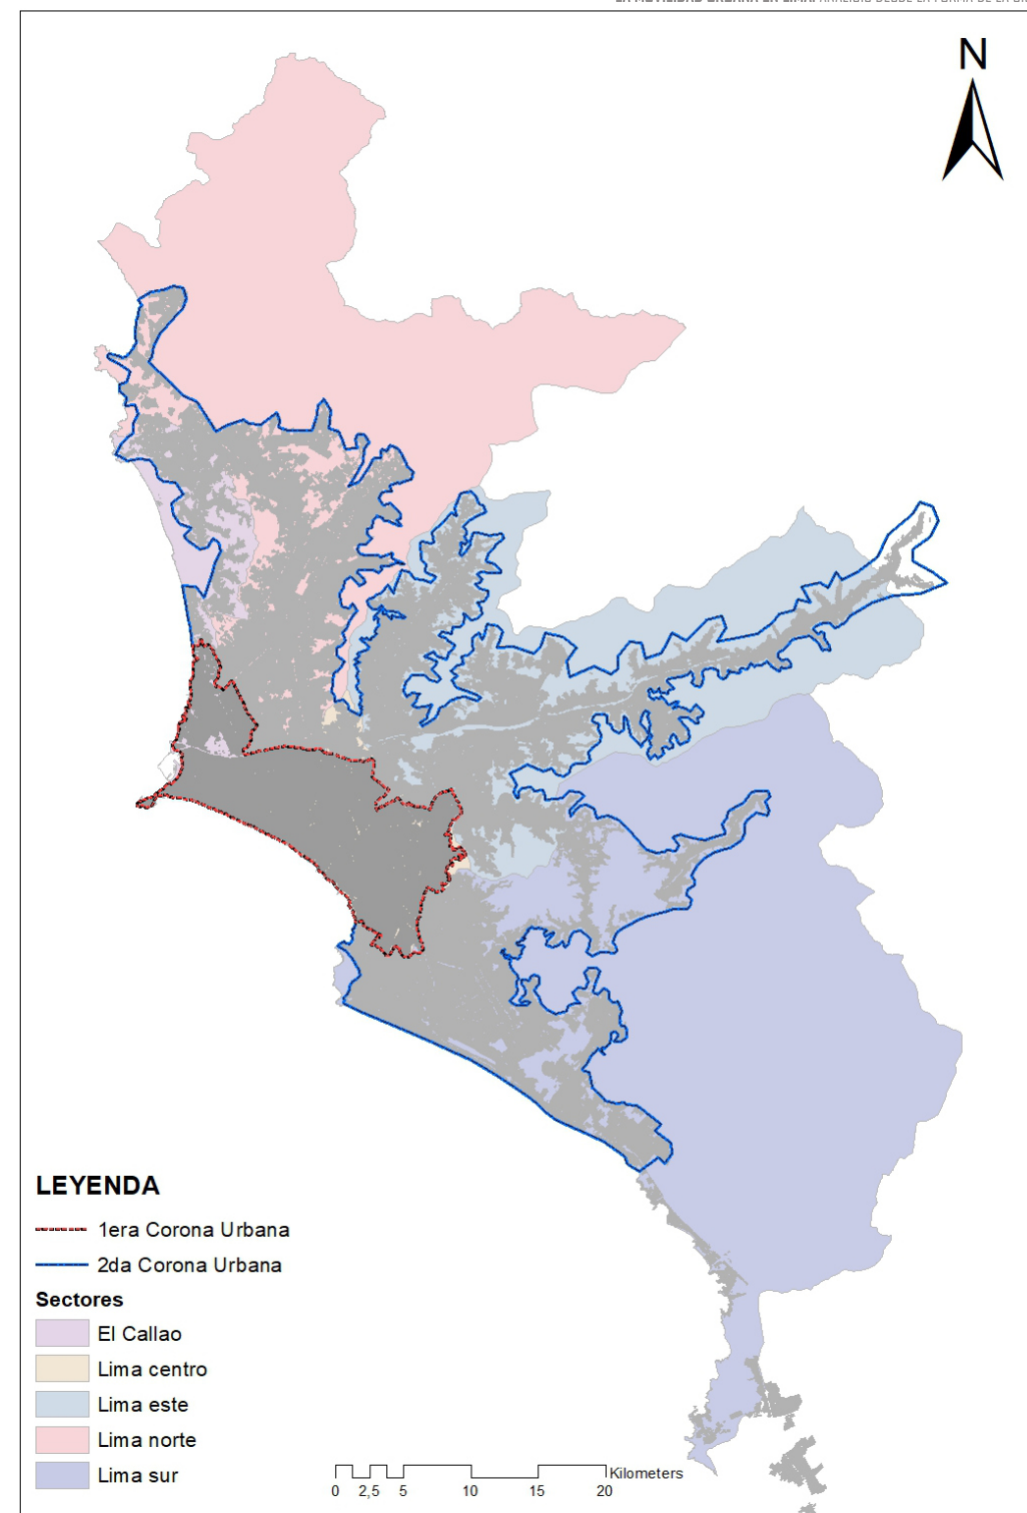 N
LEYENDA
1era Corona Urbana
2da Corona Urbana
Sectores
El Callao
Lima centro
Lima este
Lima norte
Lima sur
Kilometers
0 2,5 5 10 15 20